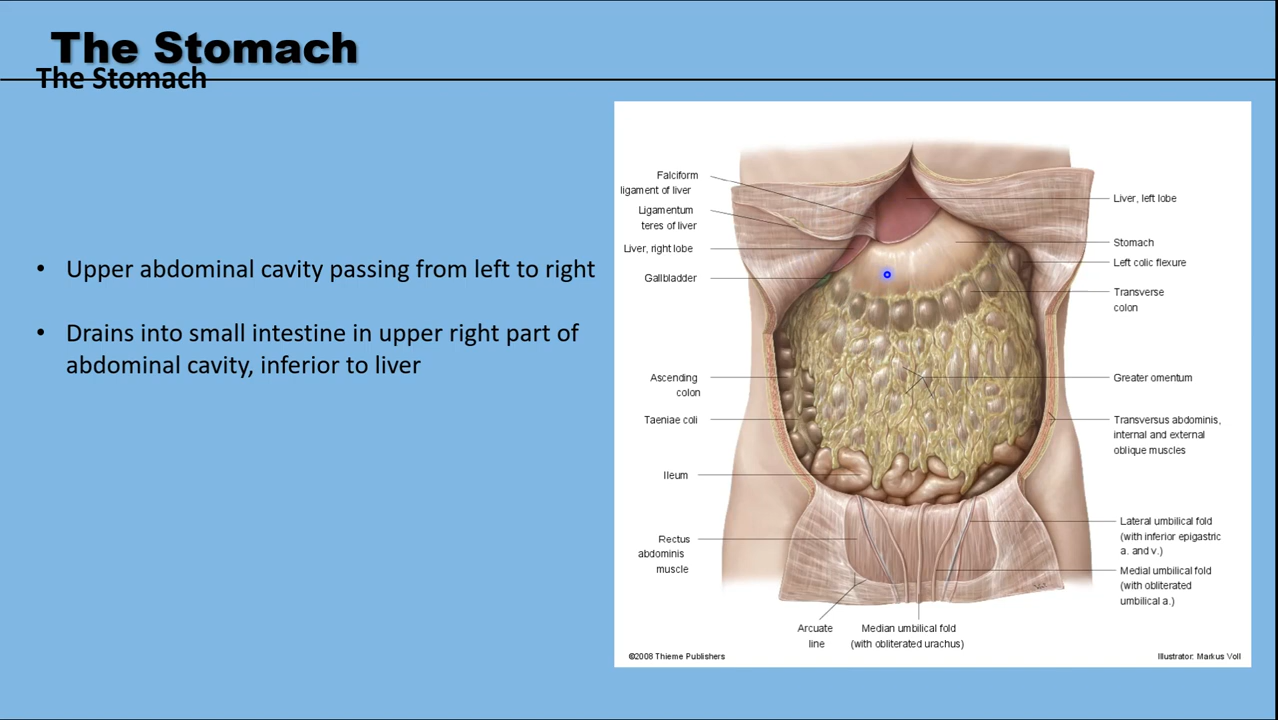 The Stomach
The Stomach
• Upper abdominal cavity passing from left to right
• Drains into small intestine in upper right part of
abdominal cavity, inferior to liver
Falciform
ligament of liver
Ligamentum
teres of liver
Liver, right lobe
Gallbladder
Ascending
colon
Taeniae coli
Ileum
Rectus
abdominis
muscle
Arcuate
line
Median umbilical fold
(with obliterated urachus)
Liver, left lobe
Stomach
Left colic flexure
Transverse
colon
Greater omentum
Transversus abdominis,
internal and external
oblique muscles
Lateral umbilical fold
(with inferior epigastric
a. and v.)
Medial umbilical fold
(with obliterated
umbilical a.)
©2008 Thieme Publishers
Illustrator: Markus Voll